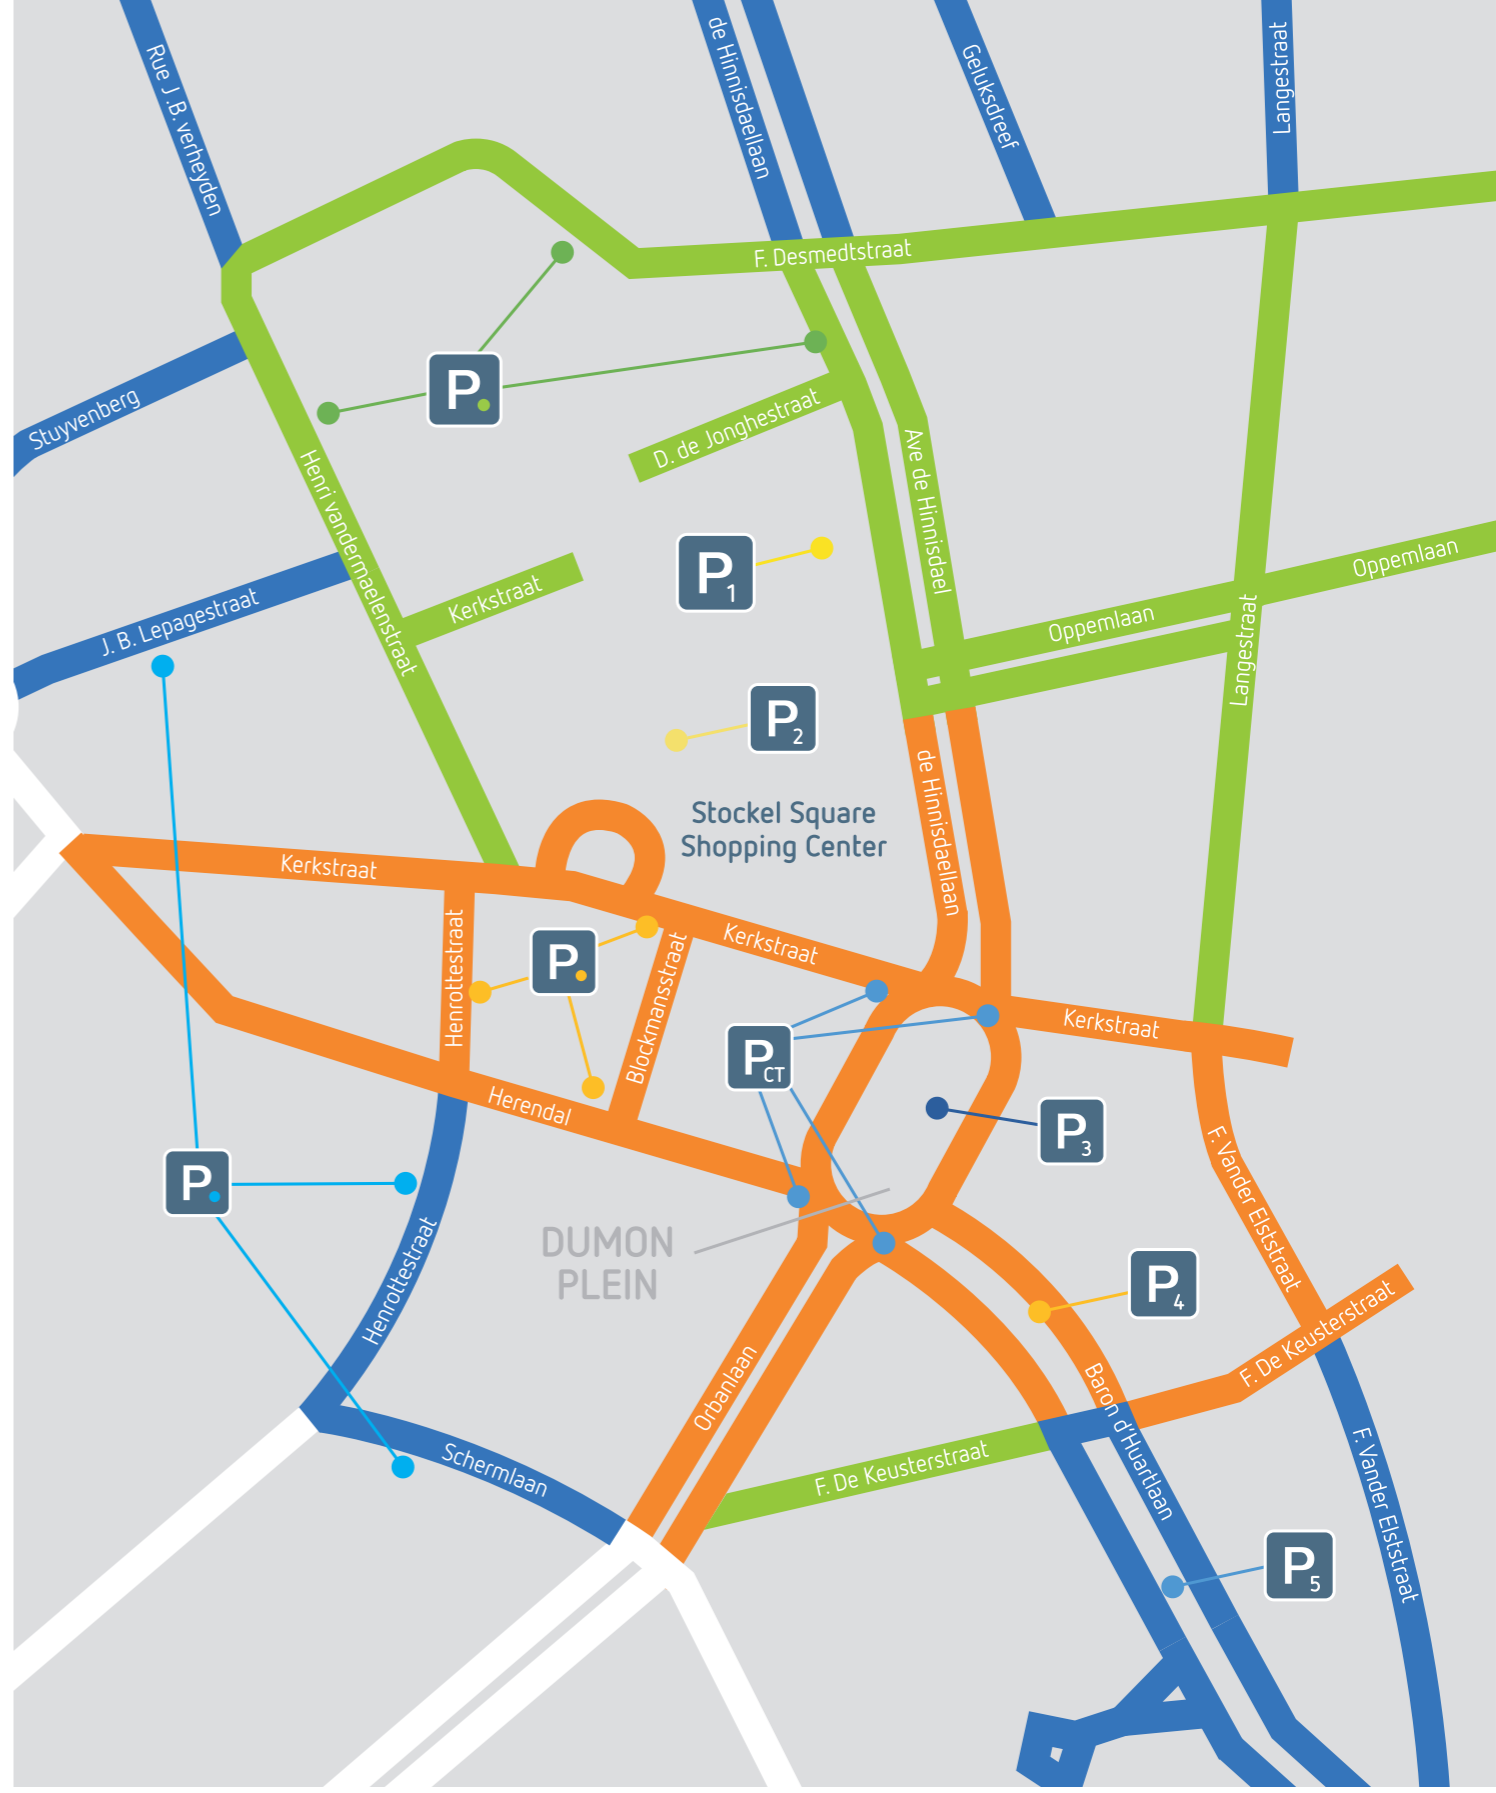 Rue J.B. verheyden
de Hinnisdaellaan
Geluksdreef
Langestraat
F. Desmedtstraat
P
Stuyvenberg
D. de Jonghestraat
Henri vandermaelenstraat
Ave de Hinnisdael
P1
Oppemlaan
J. B. Lepagestraat
Kerkstraat
Oppemlaan
Langestraat
P2
Stockel Square
Shopping Center
de Hinnisdaellaan
Kerkstraat
Henrottestraat
P
Blockmansstraat
Kerkstraat
Kerkstraat
PCT
Herendal
P3
F. Vander Elststraat
P
Henrottestraat
DUMON
PLEIN
P4
F. De Keusterstraat
Orbanlaan
Baron d'Huartlaan
F. De Keusterstraat
Schermlaan
F. Vander Elststraat
P5